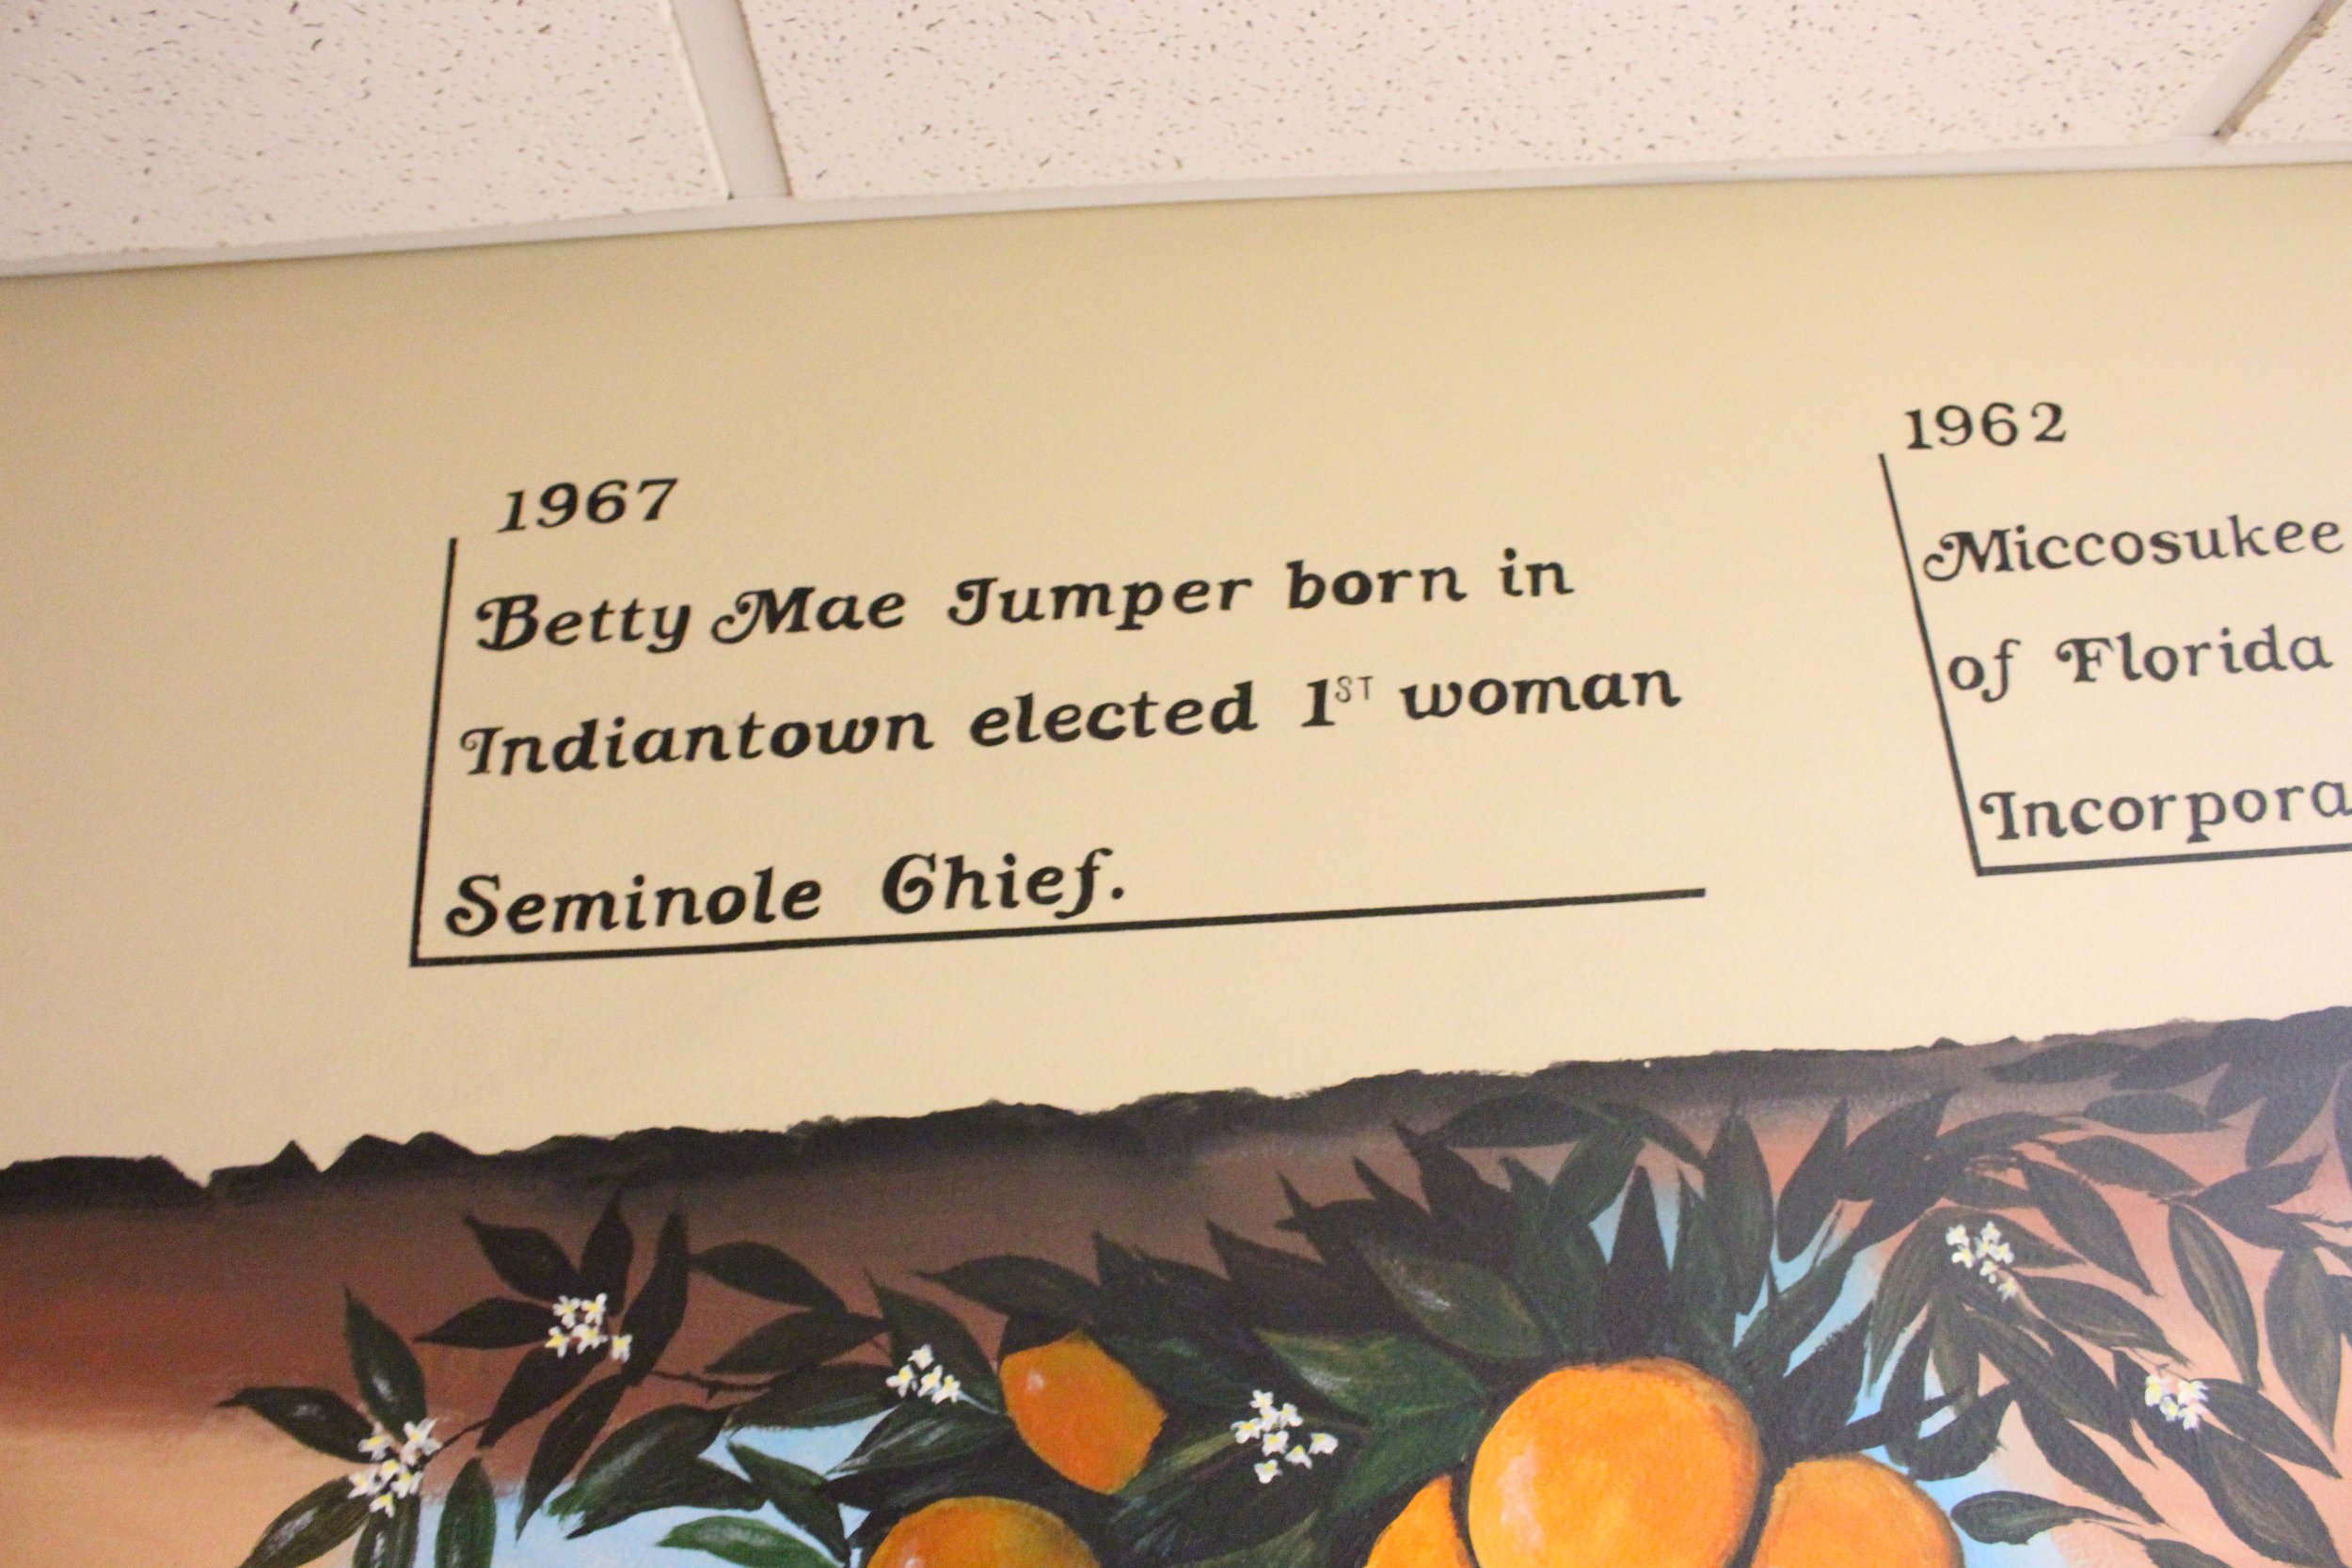 1967
Betty Mae Jumper born in
Indiantown elected 1ST woman
Seminole Chief.
1962
Miccosukee
of Florida